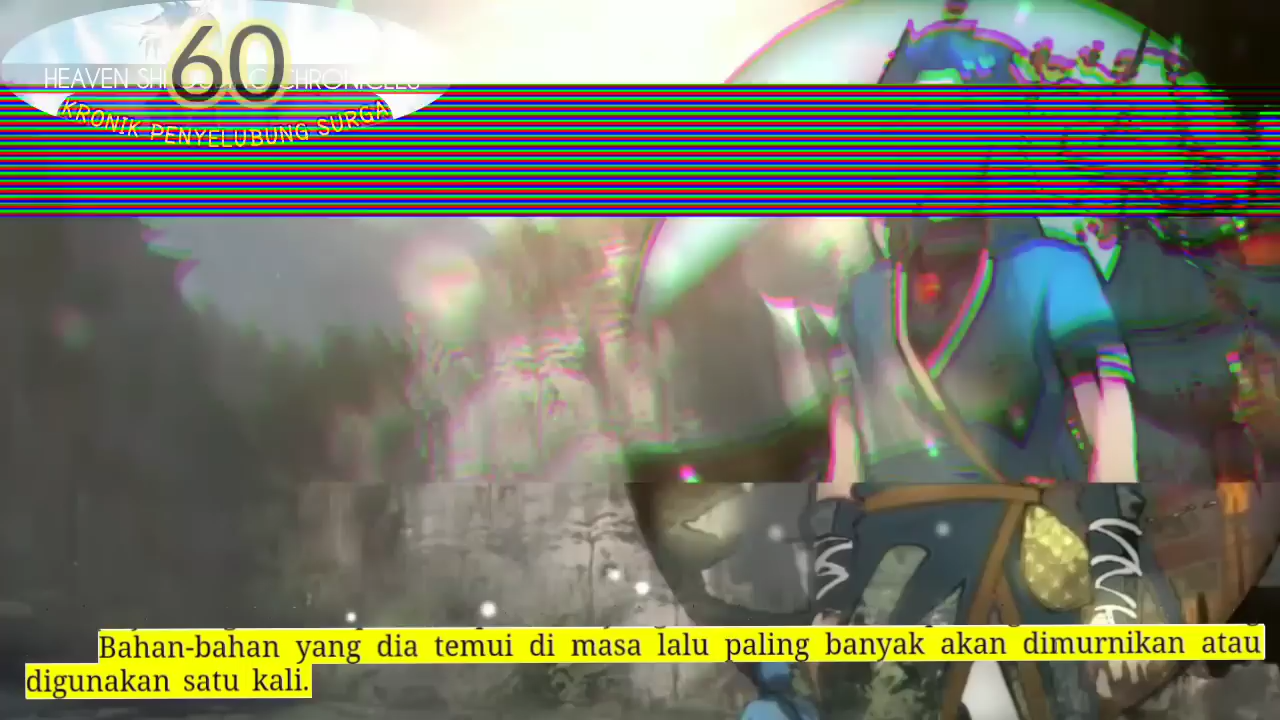 60
HEAVEN SH CHRONICLES
KRONIK PENYELUBUNG SURGA
Bahan-bahan yang dia temui di masa lalu paling banyak akan dimurnikan atau
digunakan satu kali.